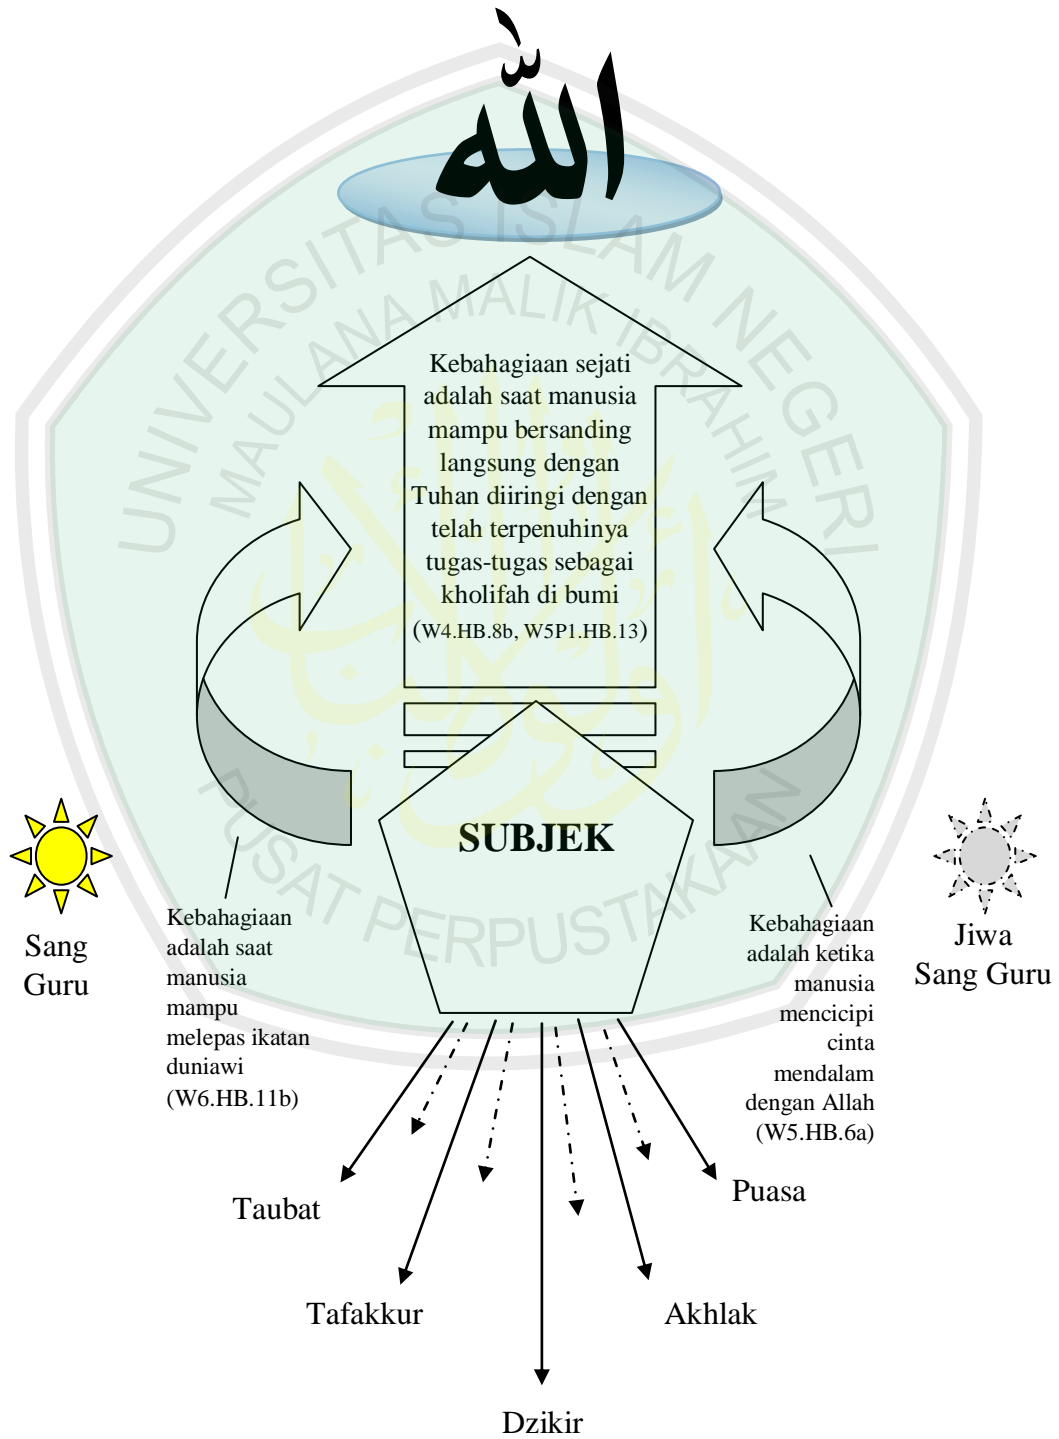 الله
UNIVERSITAS ISLAM NEGERI
MAULANA MALIK IBRAHIM
Kebahagiaan sejati
adalah saat manusia
mampu bersanding
langsung dengan
Tuhan diiringi dengan
telah terpenuhinya
tugas-tugas sebagai
kholifah di bumi
(W4.HB.8b, W5P1.HB.13)
SUBJEK
Sang
Guru
Kebahagiaan
adalah saat
manusia
mampu
melepas ikatan
duniawi
(W6.HB.11b)
Kebahagiaan
adalah ketika
manusia
mencicipi
cinta
mendalam
dengan Allah
(W5.HB.6a)
Jiwa
Sang Guru
PUSAT PERPUSTAKAAN
Taubat
Puasa
Tafakkur
Akhlak
Dzikir